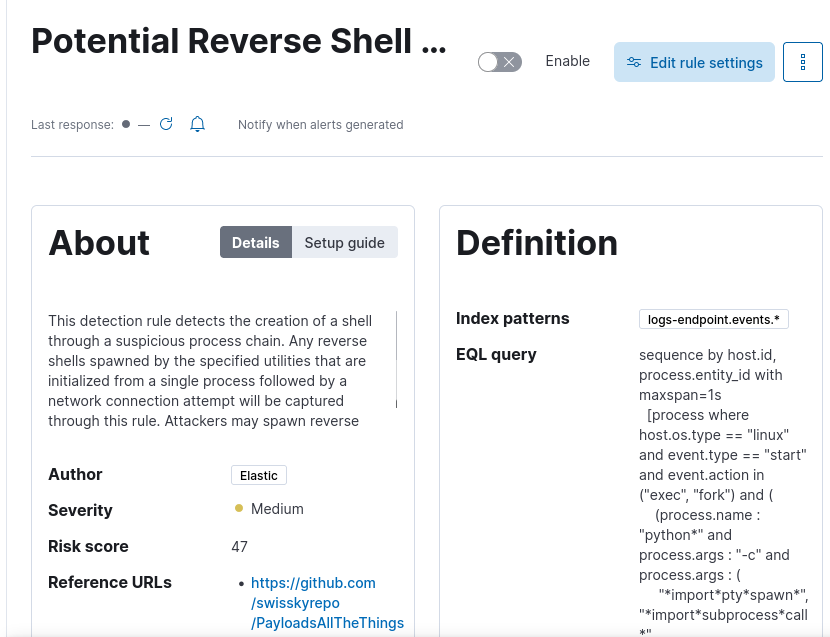 Potential Reverse Shell ...
Enable
Edit rule settings
Last response:
—
Notify when alerts generated
About
Details
Setup guide
This detection rule detects the creation of a shell
through a suspicious process chain. Any reverse
shells spawned by the specified utilities that are
initialized from a single process followed by a
network connection attempt will be captured
through this rule. Attackers may spawn reverse
Author
Elastic
Severity
Medium
Risk score
47
Reference URLs
• https://github.com
/swisskyrepo
/PayloadsAllTheThings
Definition
Index patterns
logs-endpoint.events.*
EQL query
sequence by host.id,
process.entity_id with
maxspan=1s
[process where
host.os.type == "linux"
and event.type == "start"
and event.action in
("exec", "fork") and (
(process.name :
"python*" and
process.args : "-c" and
process.args : (
"*import*pty*spawn*",
"*import*subprocess*call
*"